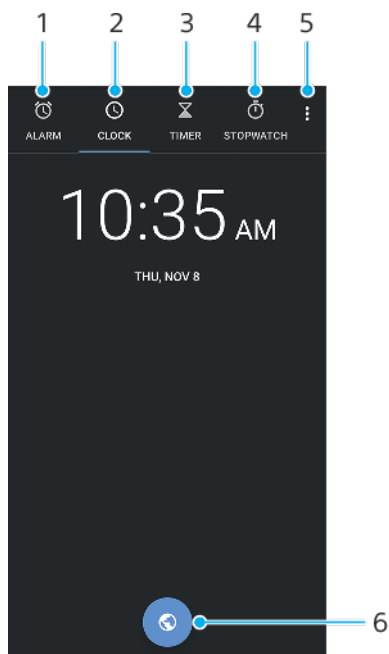 1 2 3 4 5
ALARM CLOCK TIMER STOPWATCH
10:35 AM
THU, NOV 8
6